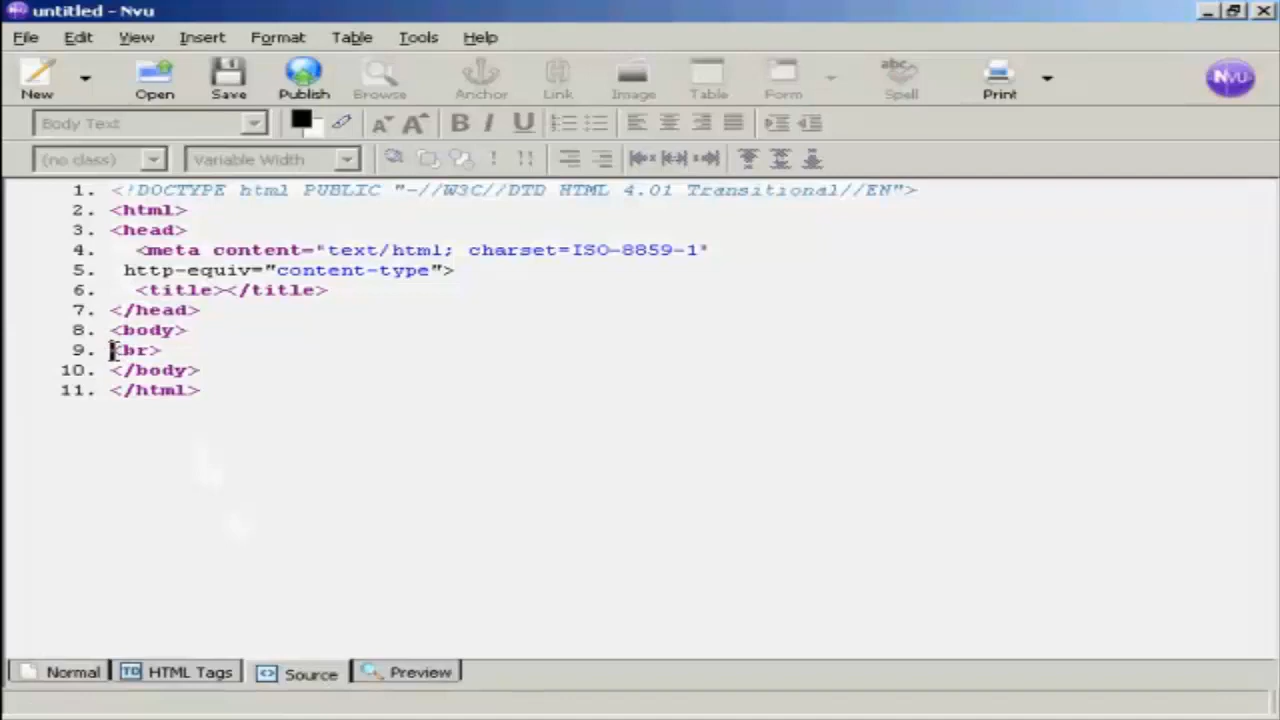 untitled - Nvu
File Edit View Insert Format Table Tools Help
New Open Save Publish Browse Anchor Link Image Table Form Spell Print Nvu
Body Text A A B I U
(no class) Variable Width ! !!
1. <!DOCTYPE html PUBLIC "-//W3C//DTD HTML 4.01 Transitional//EN">
2. <html>
3. <head>
4. <meta content="text/html; charset=ISO-8859-1"
5. http-equiv="content-type">
6. <title></title>
7. </head>
8. <body>
9. <br>
10. </body>
11. </html>
Normal TD HTML Tags <> Source Preview